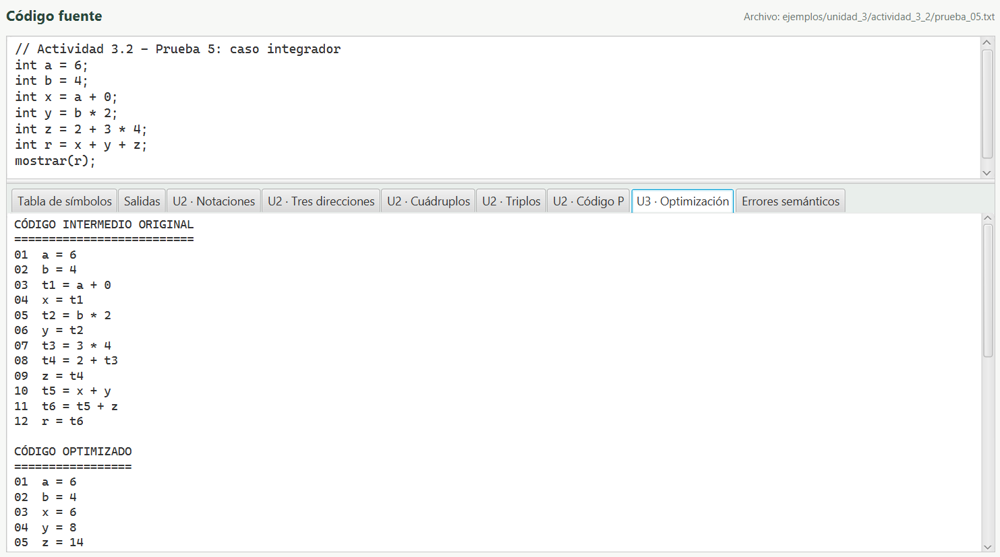 Código fuente
Archivo: ejemplos/unidad_3/actividad_3_2/prueba_05.txt
// Actividad 3.2 - Prueba 5: caso integrador
int a = 6;
int b = 4;
int x = a + 0;
int y = b * 2;
int z = 2 + 3 * 4;
int r = x + y + z;
mostrar(r);
Tabla de símbolos
Salidas
U2 · Notaciones
U2 · Tres direcciones
U2 · Cuádruplos
U2 · Triplos
U2 · Código P
U3 · Optimización
Errores semánticos
CÓDIGO INTERMEDIO ORIGINAL
==========================
01  a = 6
02  b = 4
03  t1 = a + 0
04  x = t1
05  t2 = b * 2
06  y = t2
07  t3 = 3 * 4
08  t4 = 2 + t3
09  z = t4
10  t5 = x + y
11  t6 = t5 + z
12  r = t6
CÓDIGO OPTIMIZADO
=================
01  a = 6
02  b = 4
03  x = 6
04  y = 8
05  z = 14